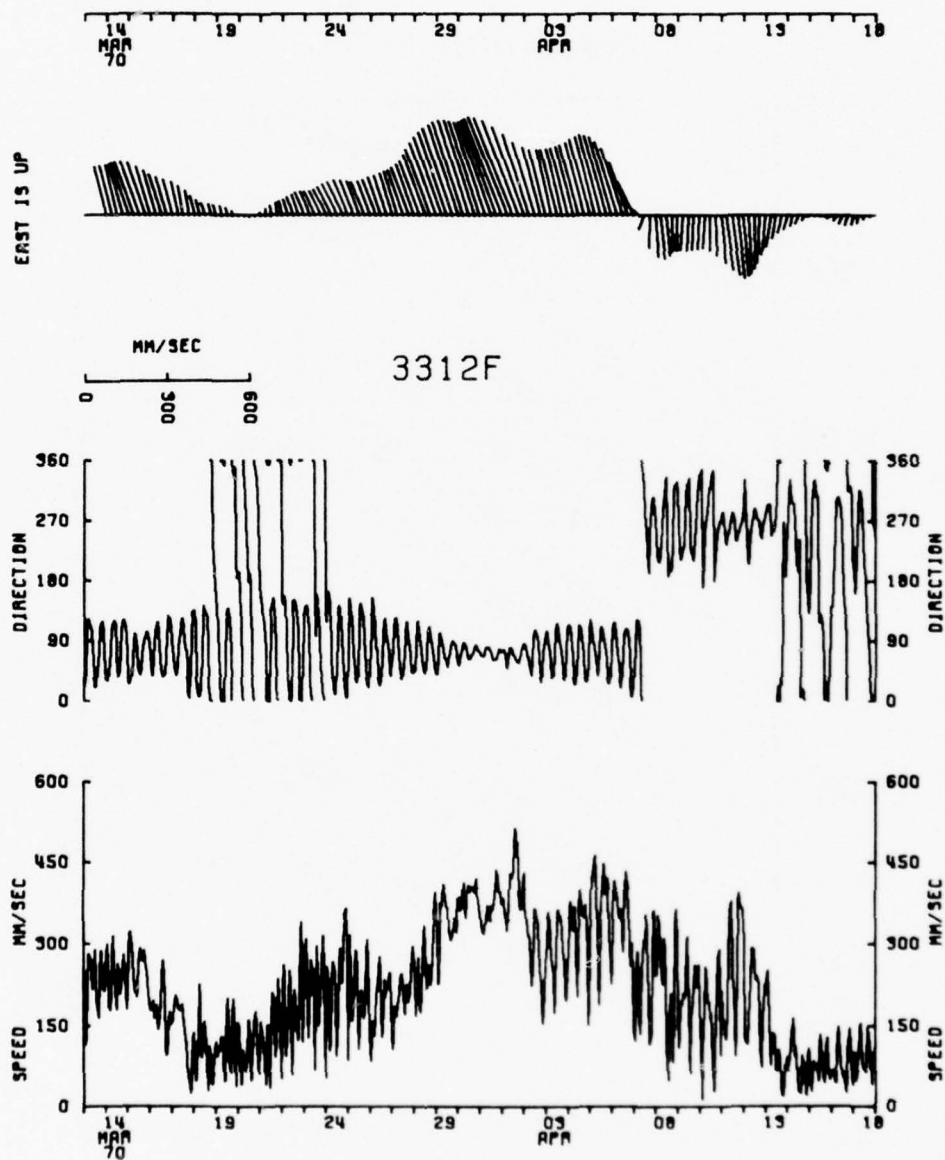 14 19 24 29 03 08 13 18
MAR APR
70
EAST IS UP
MM/SEC
0 300 600
3312F
360 360
270 270
180 180
90 90
0 0
DIRECTION DIRECTION
600 600
450 450
300 300
150 150
0 0
SPEED MM/SEC SPEED MM/SEC
14 19 24 29 03 08 13 18
MAR APR
70